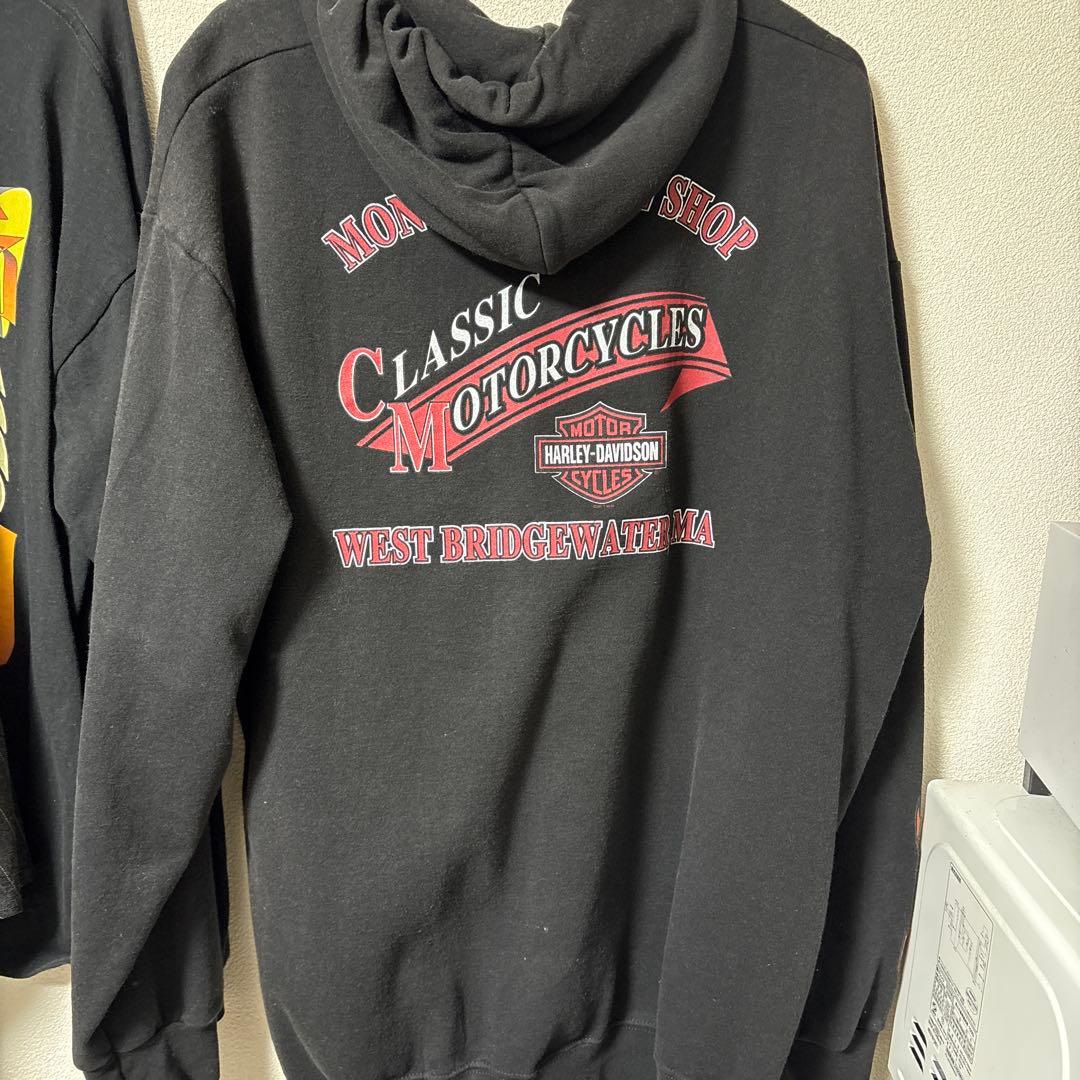 MON
SHOP
CLASSIC
MOTORCYCLES
MOTOR
HARLEY-DAVIDSON
CYCLES
WEST BRIDGEWATER MA